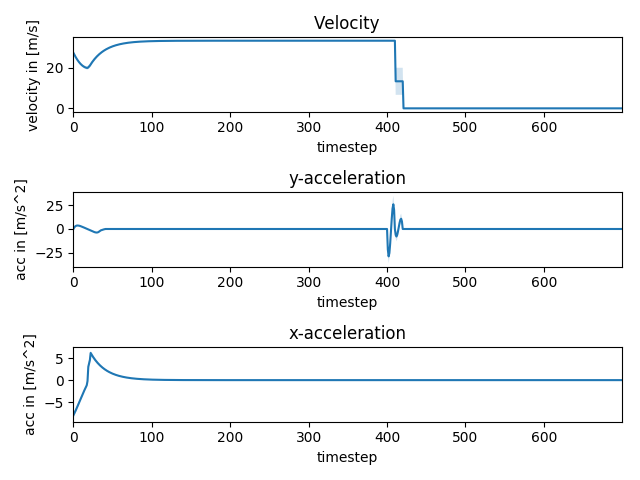 Velocity
velocity in [m/s]
20
0
0 100 200 300 400 500 600
timestep
y-acceleration
acc in [m/s^2]
25
0
−25
0 100 200 300 400 500 600
timestep
x-acceleration
acc in [m/s^2]
5
0
−5
0 100 200 300 400 500 600
timestep